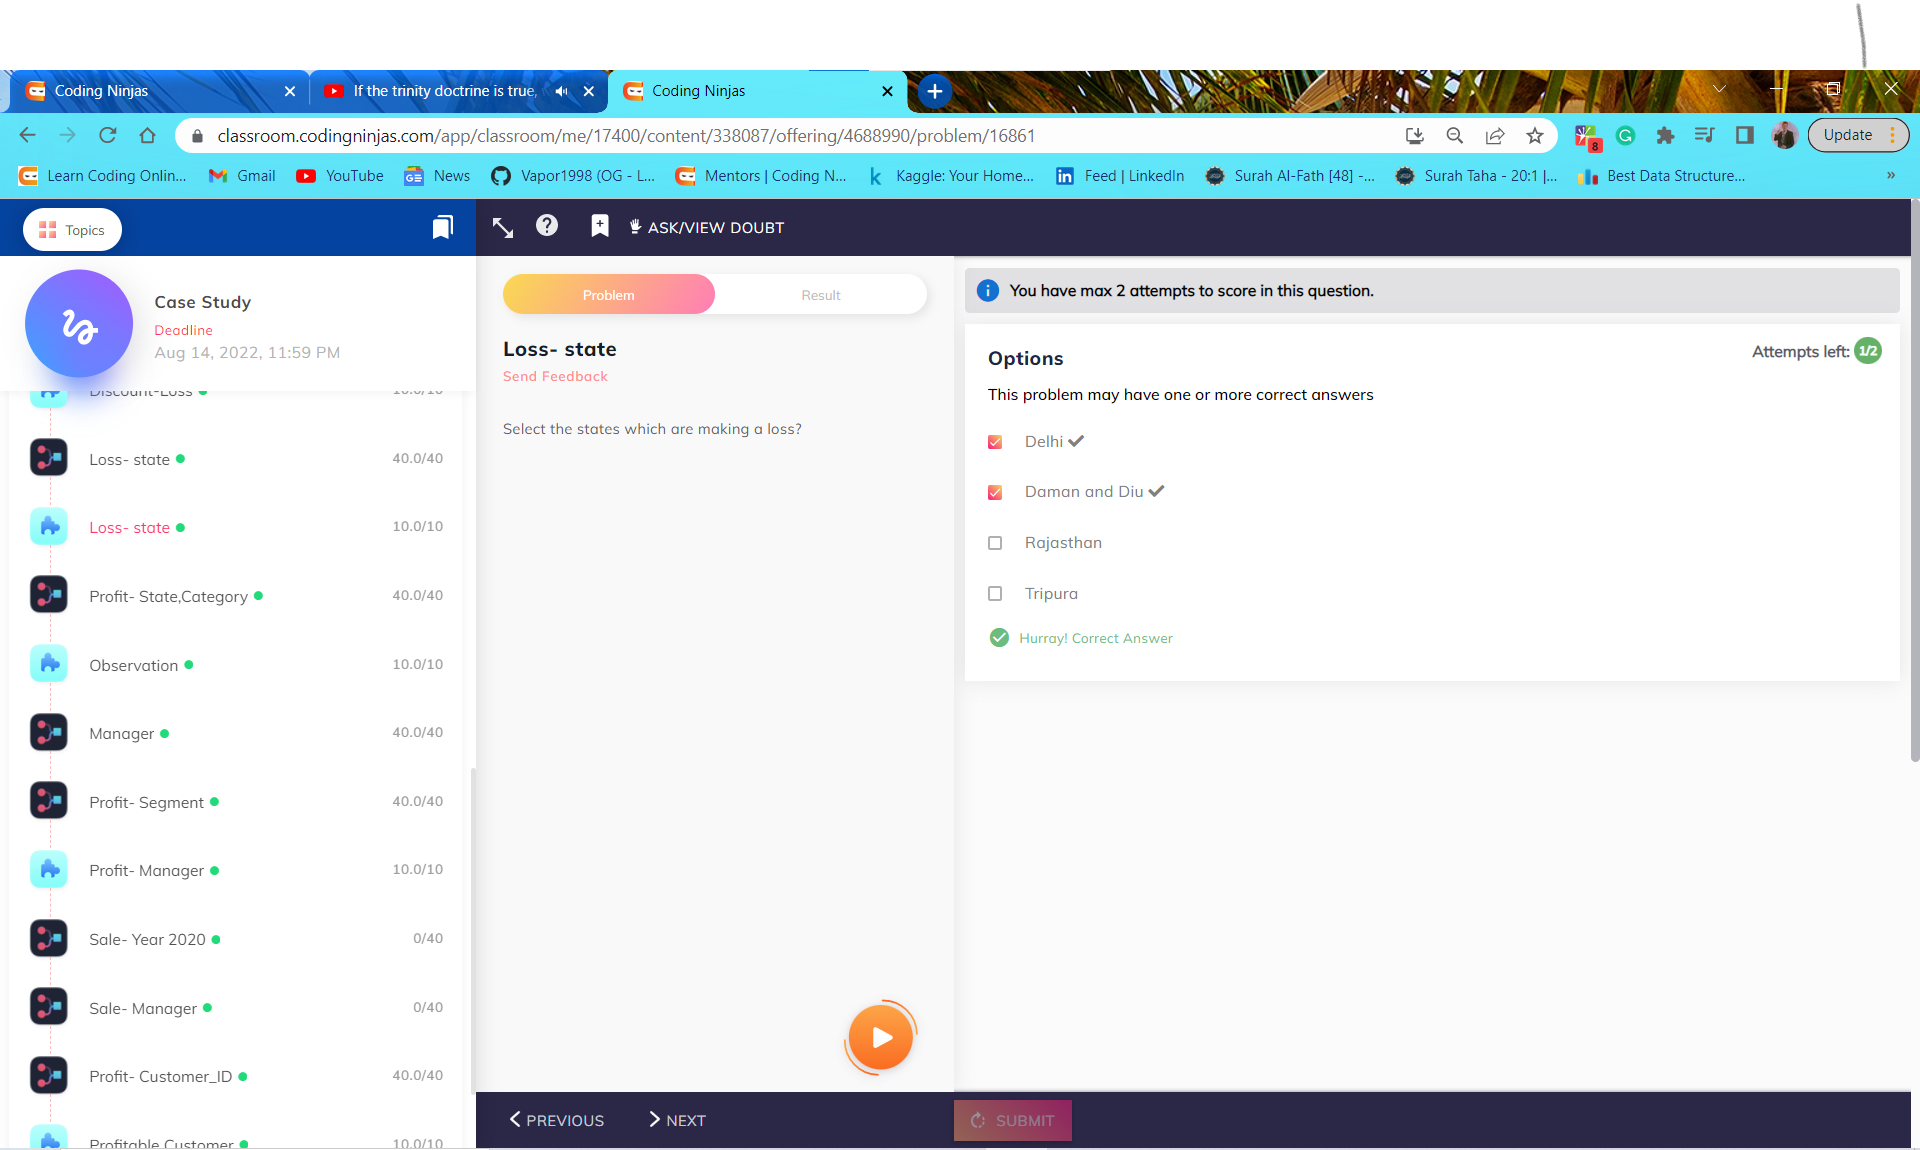 Coding Ninjas
If the trinity doctrine is true,
Coding Ninjas
classroom.codingninjas.com/app/classroom/me/17400/content/338087/offering/4688990/problem/16861
8
Update
Learn Coding Onlin...
Gmail
YouTube
News
Vapor1998 (OG - L...
Mentors | Coding N...
Kaggle: Your Home...
Feed | LinkedIn
Surah Al-Fath [48] -...
Surah Taha - 20:1 |...
Best Data Structure...
»
Topics
ASK/VIEW DOUBT
Case Study
Deadline
Aug 14, 2022, 11:59 PM
Discount-Loss 10.0/10
Loss- state 40.0/40
Loss- state 10.0/10
Profit- State,Category 40.0/40
Observation 10.0/10
Manager 40.0/40
Profit- Segment 40.0/40
Profit- Manager 10.0/10
Sale- Year 2020 0/40
Sale- Manager 0/40
Profit- Customer_ID 40.0/40
Profitable Customer 10.0/10
Problem
Result
Loss- state
Send Feedback
Select the states which are making a loss?
PREVIOUS
NEXT
You have max 2 attempts to score in this question.
Options
Attempts left: 1/2
This problem may have one or more correct answers
Delhi
Daman and Diu
Rajasthan
Tripura
Hurray! Correct Answer
SUBMIT